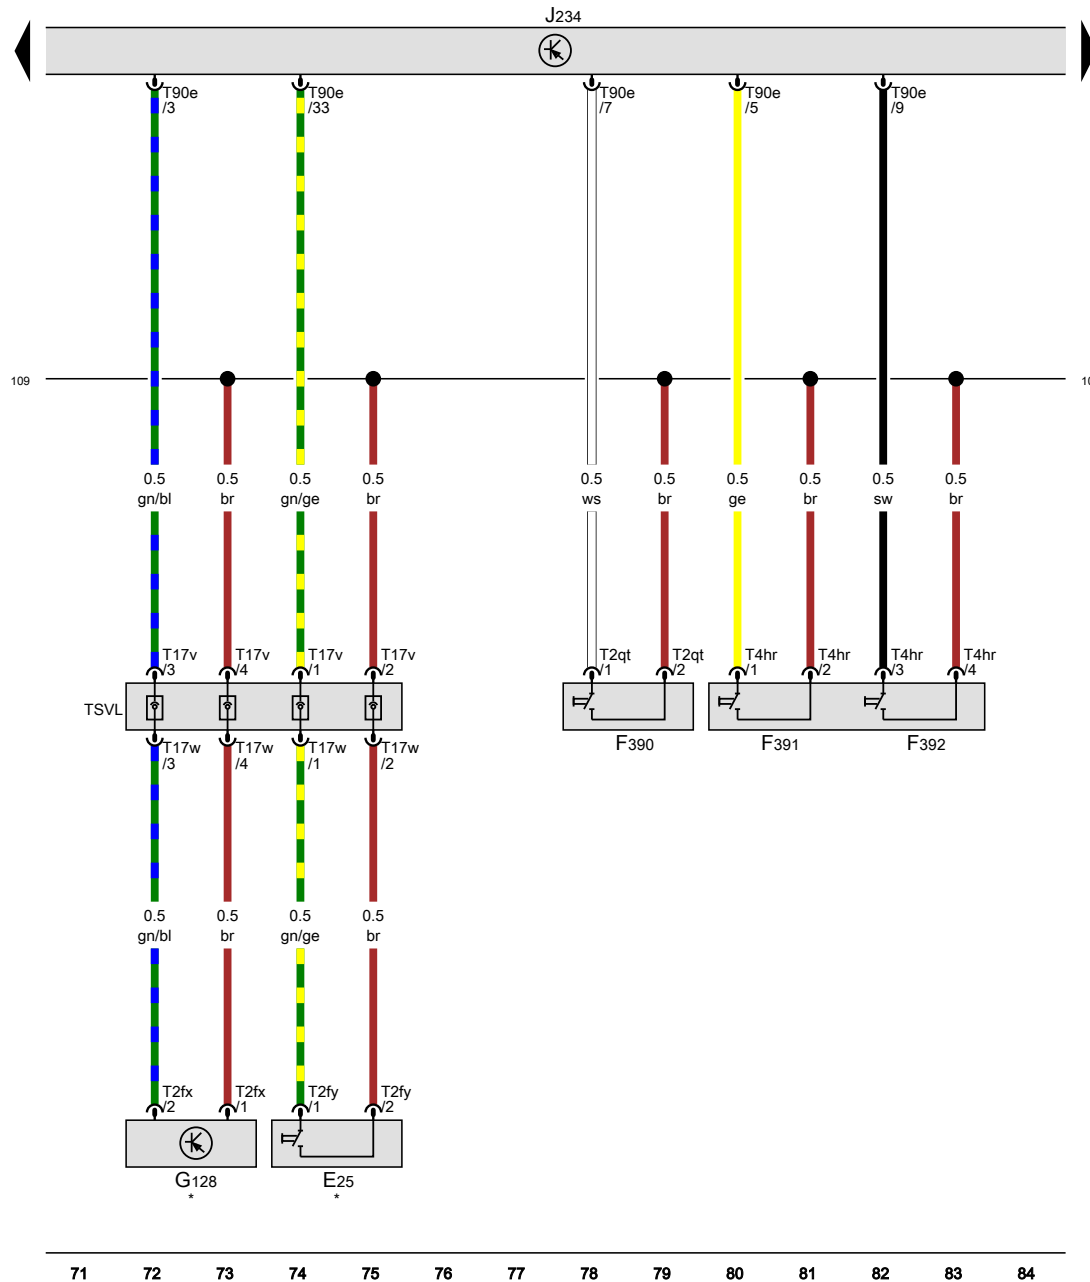 J234
T90e
/3
T90e
/33
T90e
/7
T90e
/5
T90e
/9
109
0.5
gn/bl
0.5
br
0.5
gn/ge
0.5
br
0.5
ws
0.5
br
0.5
ge
0.5
br
0.5
sw
0.5
br
T17v
/3
T17v
/4
T17v
/1
T17v
/2
T2qt
/1
T2qt
/2
T4hr
/1
T4hr
/2
T4hr
/3
T4hr
/4
TSVL
F390
F391
F392
T17w
/3
T17w
/4
T17w
/1
T17w
/2
0.5
gn/bl
0.5
br
0.5
gn/ge
0.5
br
T2fx
/2
T2fx
/1
T2fy
/1
T2fy
/2
G128
*
E25
*
71 72 73 74 75 76 77 78 79 80 81 82 83 84